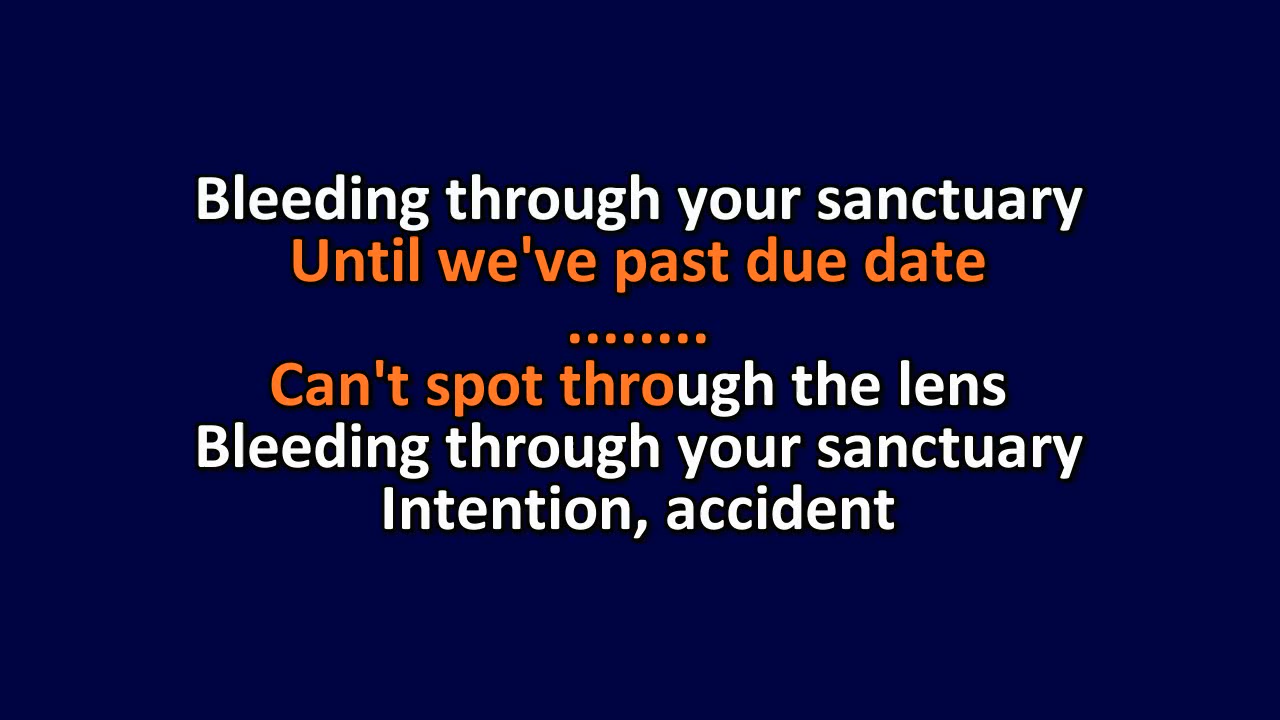 Bleeding through your sanctuary
Until we've past due date
........
Can't spot through the lens
Bleeding through your sanctuary
Intention, accident